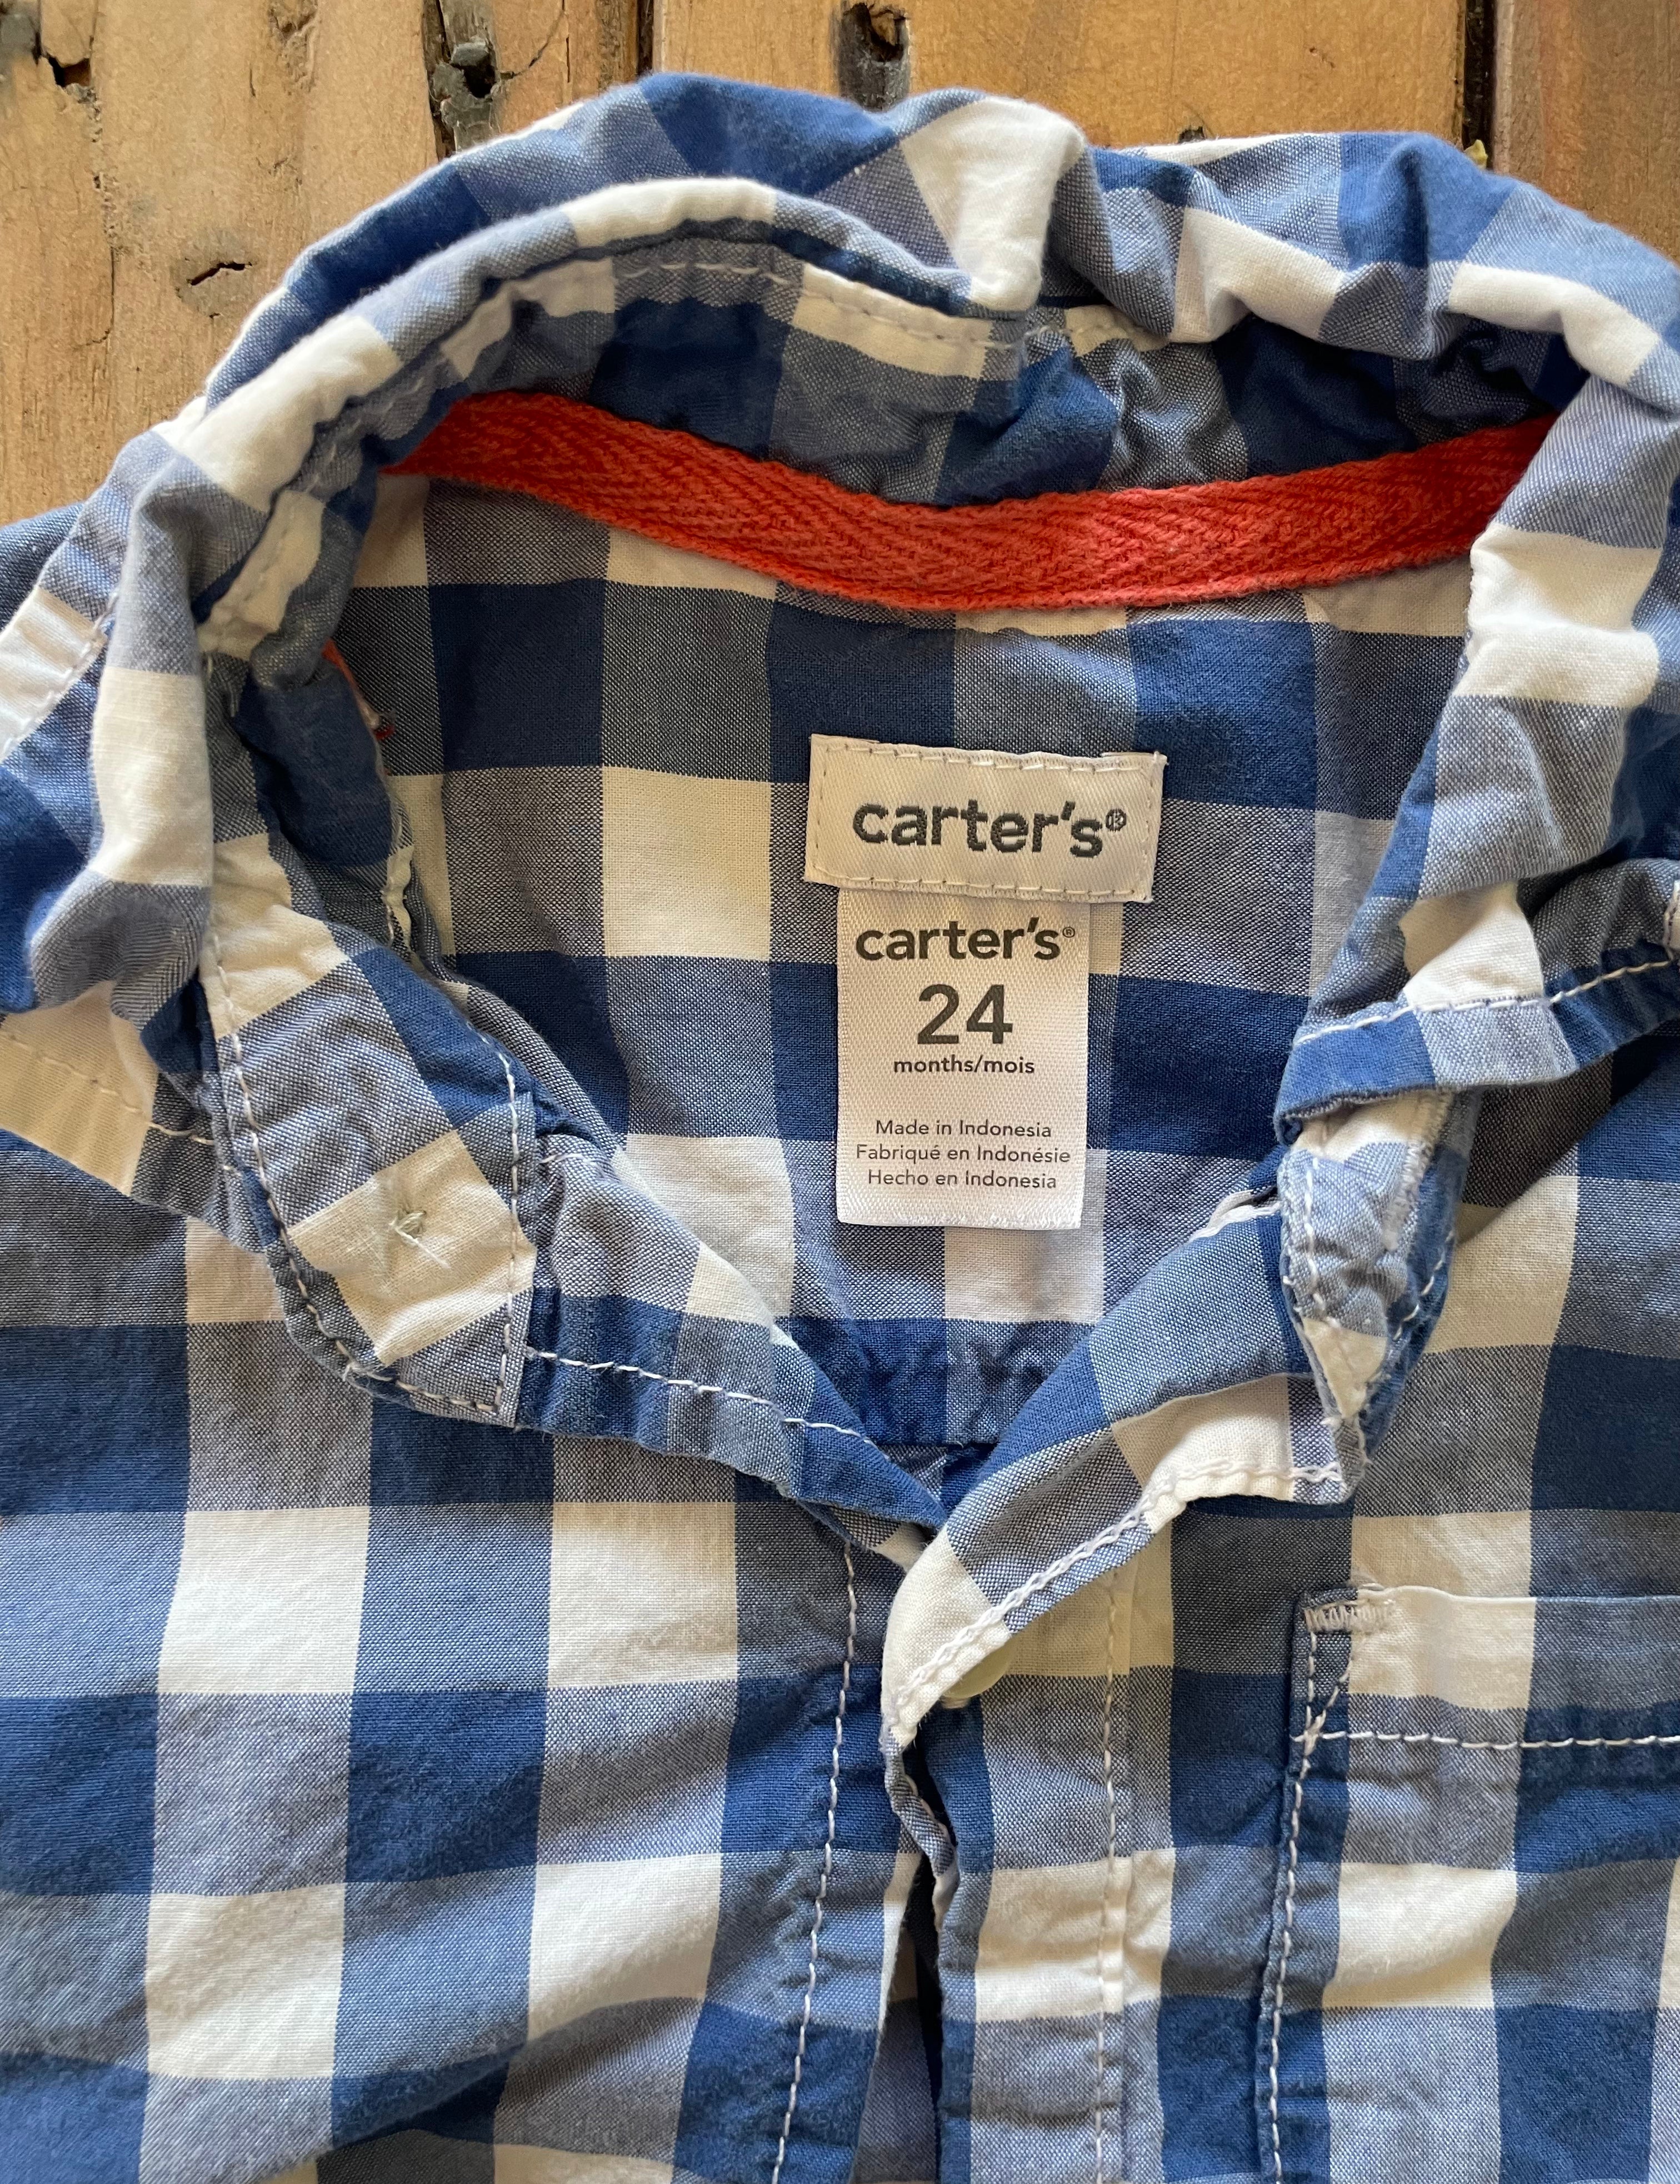 carter's®
carter's®
24
months/mois
Made in Indonesia
Fabriqué en Indonésie
Hecho en Indonesia